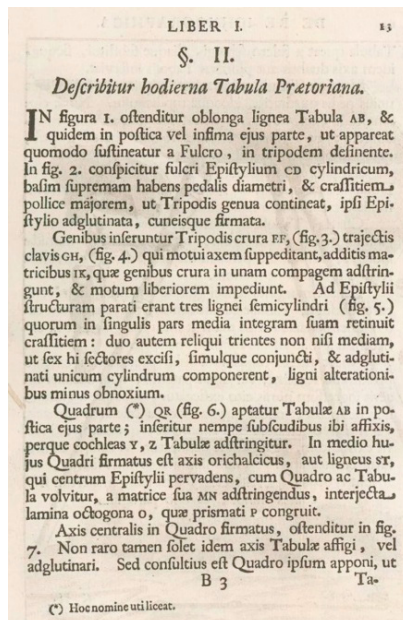 LIBER I. 13
§. II.
Deſcribitur hodierna Tabula Prætoriana.
IN figura 1. oſtenditur oblonga lignea Tabula AB, &
quidem in poſtica vel infima ejus parte, ut appareat
quomodo ſuſtineatur a Fulcro, in tripodem deſinente.
In fig. 2. conſpicitur fulcri Epiſtylium CD cylindricum,
baſim ſupremam habens pedalis diametri, & craſſitiem
pollice majorem, ut Tripodis genua contineat, ipſi Epi-
ſtylio adglutinata, cuneisque firmata.
Genibus inſeruntur Tripodis crura EF, (fig. 3.) trajectis
clavis GH, (fig. 4.) qui motui axem ſuppeditant, additis ma-
tricibus IK, quæ genibus crura in unam compagem adſtrin-
gunt, & motum liberiorem impediunt. Ad Epiſtylii
ſtructuram parati erant tres lignei ſemicylindri (fig. 5.)
quorum in ſingulis pars media integram ſuam retinuit
craſſitiem: duo autem reliqui trientes non niſi mediam,
ut ſex hi ſectores exciſi, ſimulque conjuncti, & adgluti-
nati unicum cylindrum componerent, ligni alterationi-
bus minus obnoxium.
Quadrum (*) QR (fig. 6.) aptatur Tabulæ AB in po-
ſtica ejus parte; inſeritur nempe ſubſcudibus ibi affixis,
perque cochleas Y, Z Tabulæ adſtringitur. In medio hu-
jus Quadri firmatus eſt axis orichalcicus, aut ligneus ST,
qui centrum Epiſtylii pervadens, cum Quadro ac Tabu-
la volvitur, a matrice ſua MN adſtringendus, interjecta
lamina octogona O, quæ prismati P congruit.
Axis centralis in Quadro firmatus, oſtenditur in fig.
7. Non raro tamen ſolet idem axis Tabulæ affigi, vel
adglutinari. Sed conſultius eſt Quadro ipſum apponi, ut
B 3 Ta-
(*) Hoc nomine uti liceat.